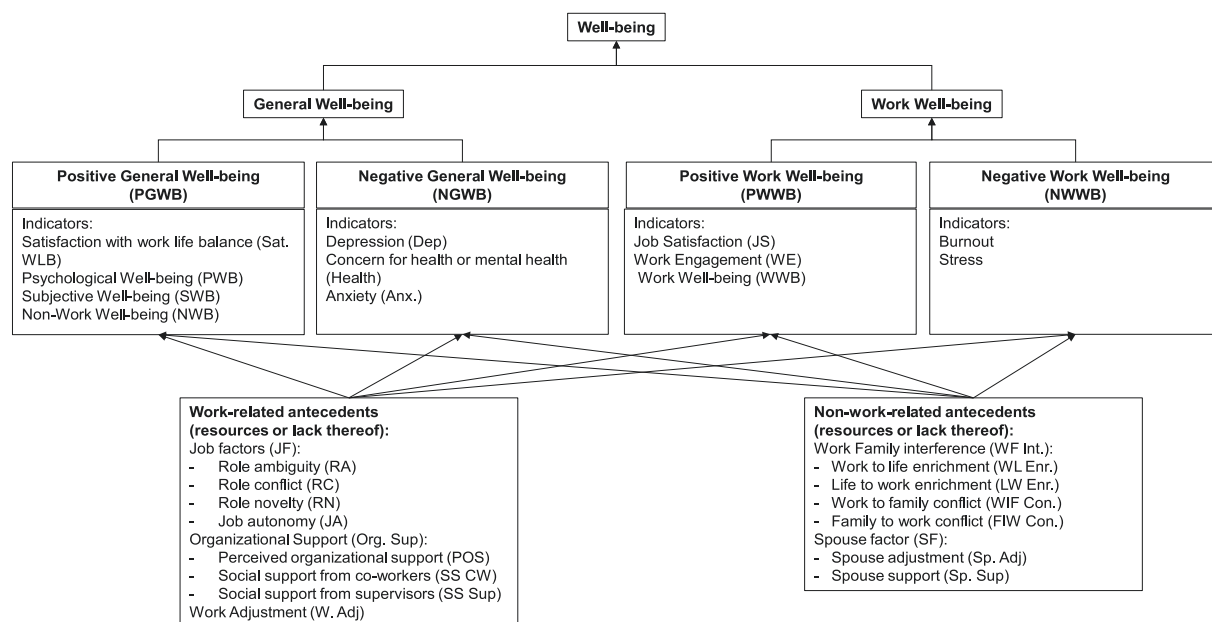 Well-being
General Well-being
Work Well-being
Positive General Well-being
(PGWB)
Indicators:
Satisfaction with work life balance (Sat.
WLB)
Psychological Well-being (PWB)
Subjective Well-being (SWB)
Non-Work Well-being (NWB)
Negative General Well-being
(NGWB)
Indicators:
Depression (Dep)
Concern for health or mental health
(Health)
Anxiety (Anx.)
Positive Work Well-being
(PWWB)
Indicators:
Job Satisfaction (JS)
Work Engagement (WE)
Work Well-being (WWB)
Negative Work Well-being
(NWWB)
Indicators:
Burnout
Stress
Work-related antecedents
(resources or lack thereof):
Job factors (JF):
- Role ambiguity (RA)
- Role conflict (RC)
- Role novelty (RN)
- Job autonomy (JA)
Organizational Support (Org. Sup):
- Perceived organizational support (POS)
- Social support from co-workers (SS CW)
- Social support from supervisors (SS Sup)
Work Adjustment (W. Adj)
Non-work-related antecedents
(resources or lack thereof):
Work Family interference (WF Int.):
- Work to life enrichment (WL Enr.)
- Life to work enrichment (LW Enr.)
- Work to family conflict (WIF Con.)
- Family to work conflict (FIW Con.)
Spouse factor (SF):
- Spouse adjustment (Sp. Adj)
- Spouse support (Sp. Sup)